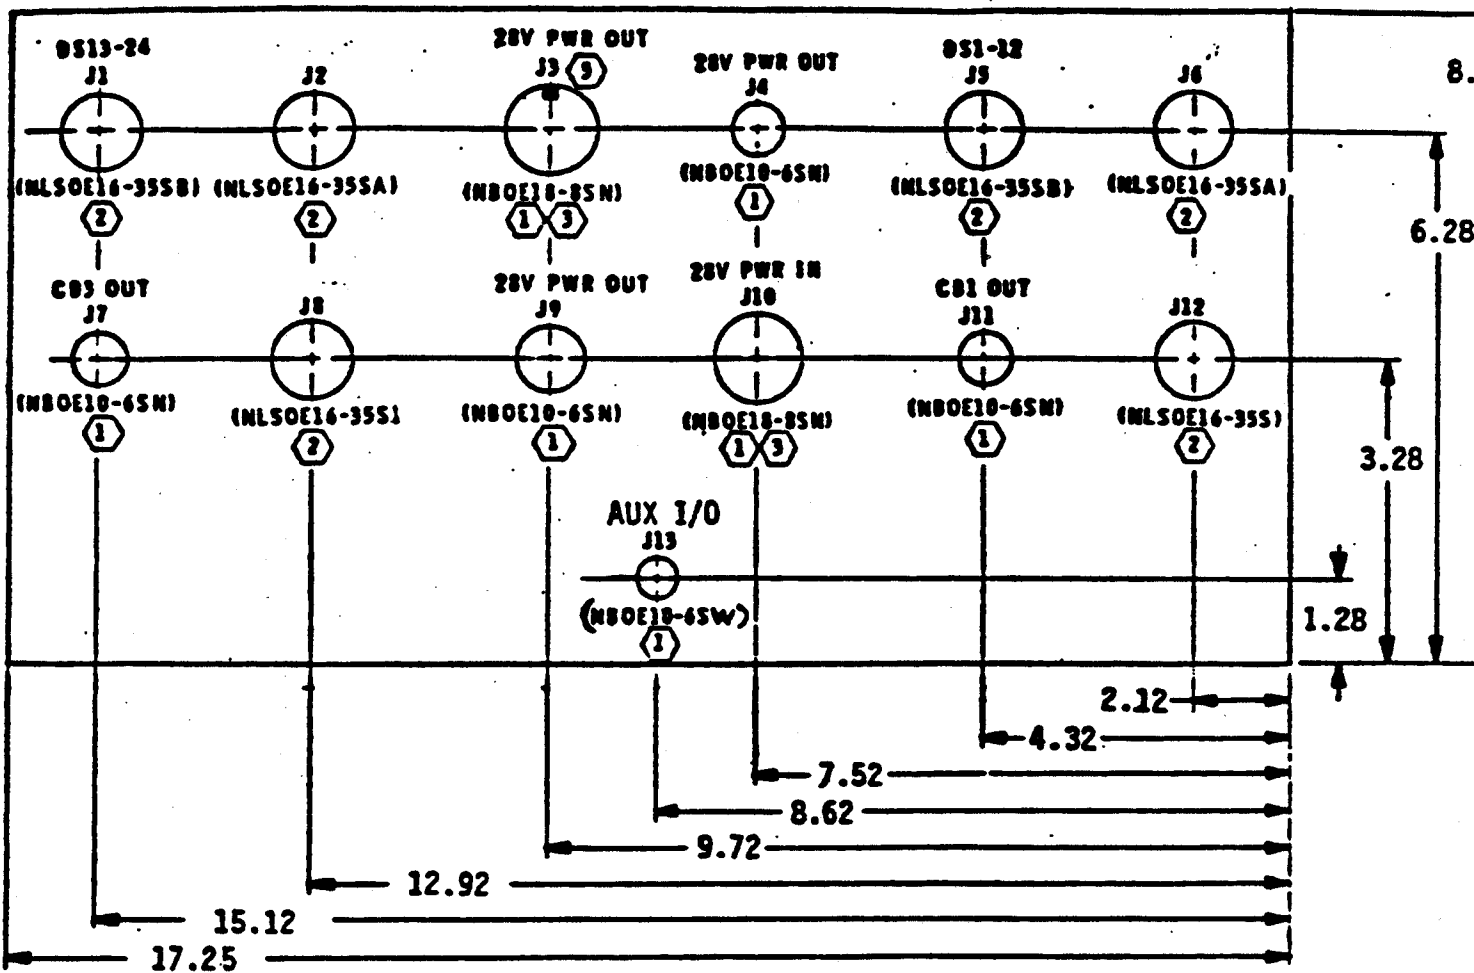 DS13-24
J1
(NLSOE16-35SB)
2
J2
(NLSOE16-35SA)
2
28V PWR OUT
J3 5
(NBOE18-8SN)
1 3
28V PWR OUT
J4
(NBOE10-6SN)
1
DS1-12
J5
(NLSOE16-35SB)
2
J6
(NLSOE16-35SA)
2
8.
6.28
CB3 OUT
J7
(NBOE10-6SN)
1
J8
(NLSOE16-35S)
2
28V PWR OUT
J9
(NBOE10-6SN)
1
28V PWR IN
J10
(NBOE18-8SN)
1 3
CB1 OUT
J11
(NBOE10-6SN)
1
J12
(NLSOE16-35S)
2
3.28
AUX I/O
J13
(NBOE10-6SW)
1
1.28
2.12
4.32
7.52
8.62
9.72
12.92
15.12
17.25